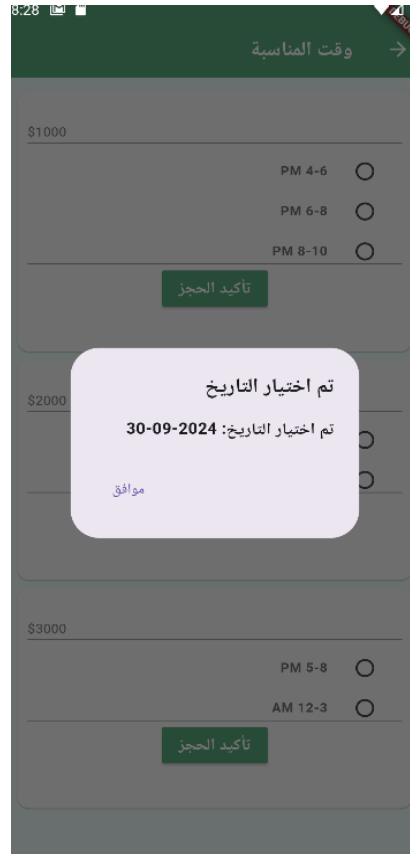 8:28
DEBUG
وقت المناسبة
$1000
PM 4-6
PM 6-8
PM 8-10
تأكيد الحجز
تم اختيار التاريخ
$2000
تم اختيار التاريخ: 2024-09-30
موافق
$3000
PM 5-8
AM 12-3
تأكيد الحجز